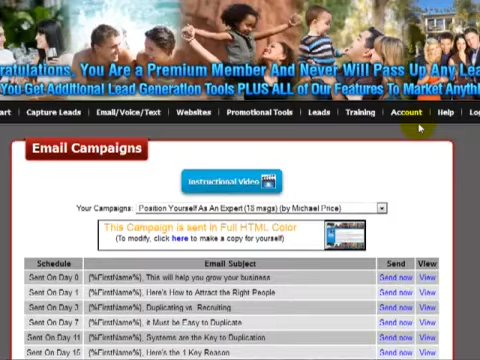 ngratulations, You Are a Premium Member And Never Will Pass Up Any Lea
You Get Additional Lead Generation Tools PLUS ALL of Our Features To Market Anythi
art Capture Leads Email/Voice/Text Websites Promotional Tools Leads Training Account Help Lo
Email Campaigns
Instructional Video
Your Campaigns: Position Yourself As An Expert (18 msgs) (by Michael Price)
This Campaign is sent in Full HTML Color
(To modify, click here to make a copy for yourself)
Schedule Email Subject Send View
Sent On Day 0 {%FirstName%}, This will help you grow your business Send now View
Sent On Day 1 {%FirstName%}, Here's How to Attract the Right People Send now View
Sent On Day 3 {%FirstName%}, Duplicating vs. Recruiting. Send now View
Sent On Day 7 {%FirstName%}, It Must be Easy to Duplicate Send now View
Sent On Day 11 {%FirstName%}, Systems are the Key to Duplication Send now View
Sent On Day 15 {%FirstName%}, Here's the 1 Key Reason Send now View